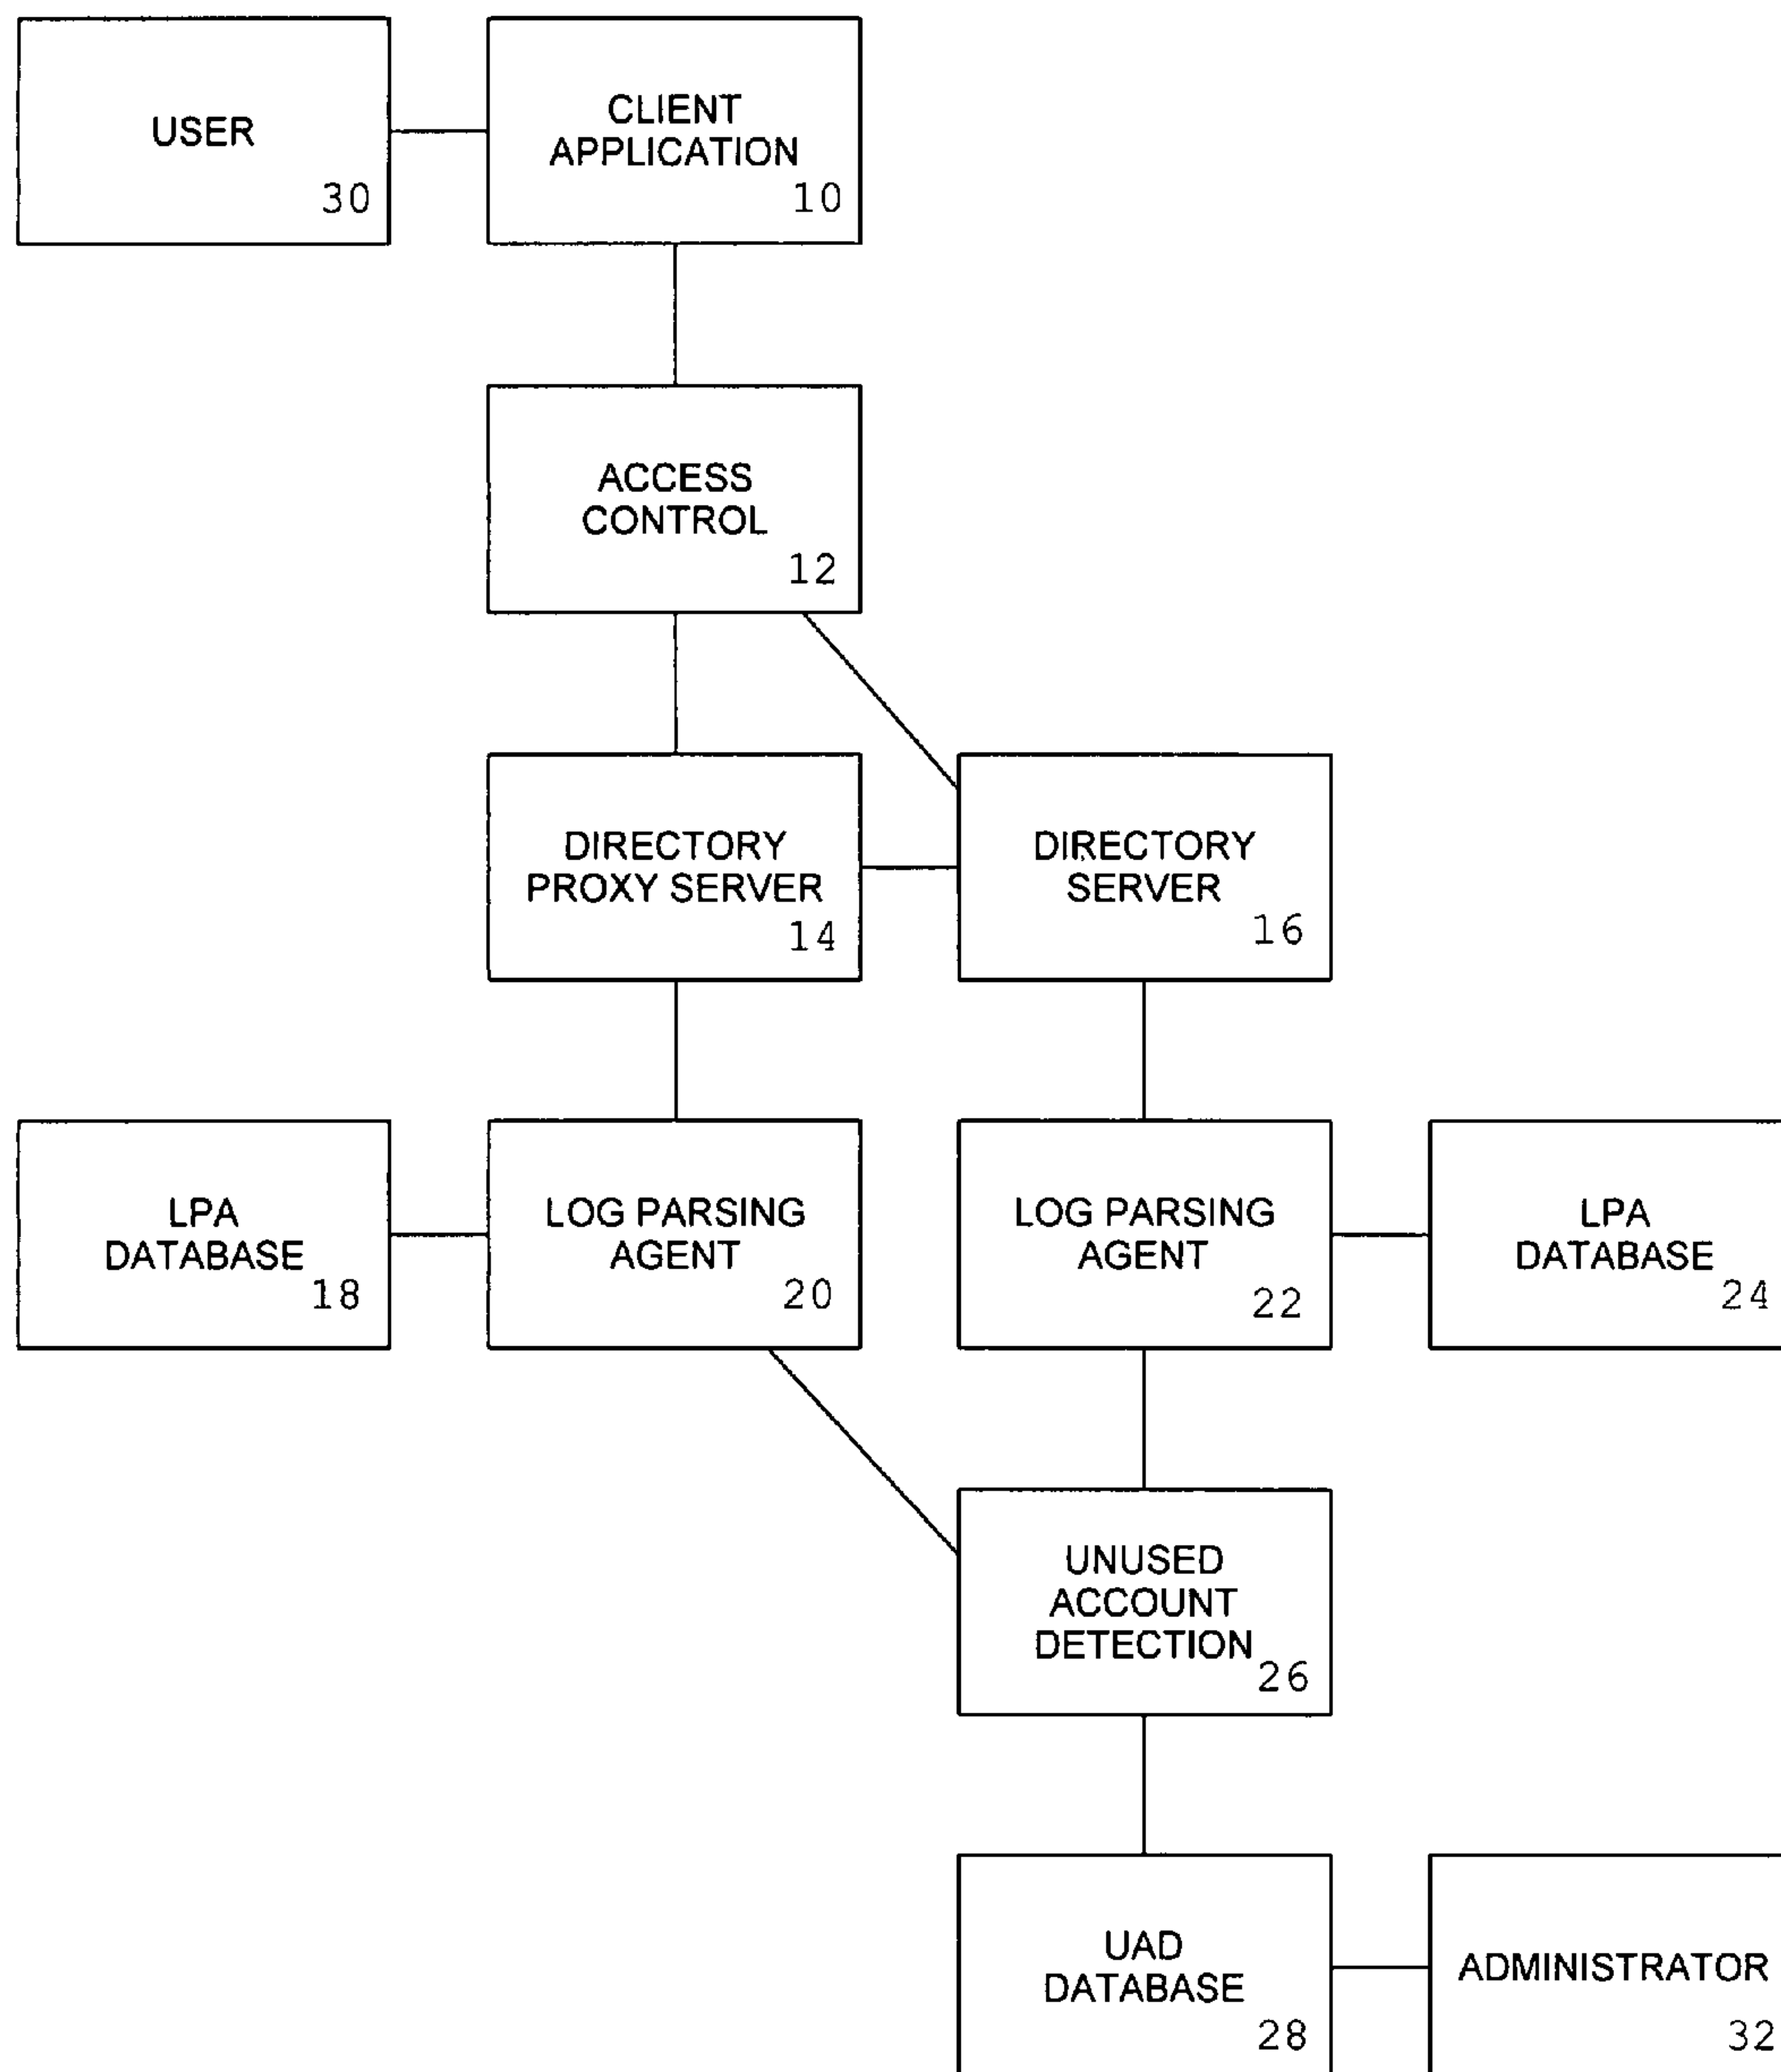 USER
30
CLIENT
APPLICATION
10
ACCESS
CONTROL
12
DIRECTORY
PROXY SERVER
14
DIRECTORY
SERVER
16
LPA
DATABASE
18
LOG PARSING
AGENT
20
LOG PARSING
AGENT
22
LPA
DATABASE
24
UNUSED
ACCOUNT
DETECTION
26
UAD
DATABASE
28
ADMINISTRATOR
32